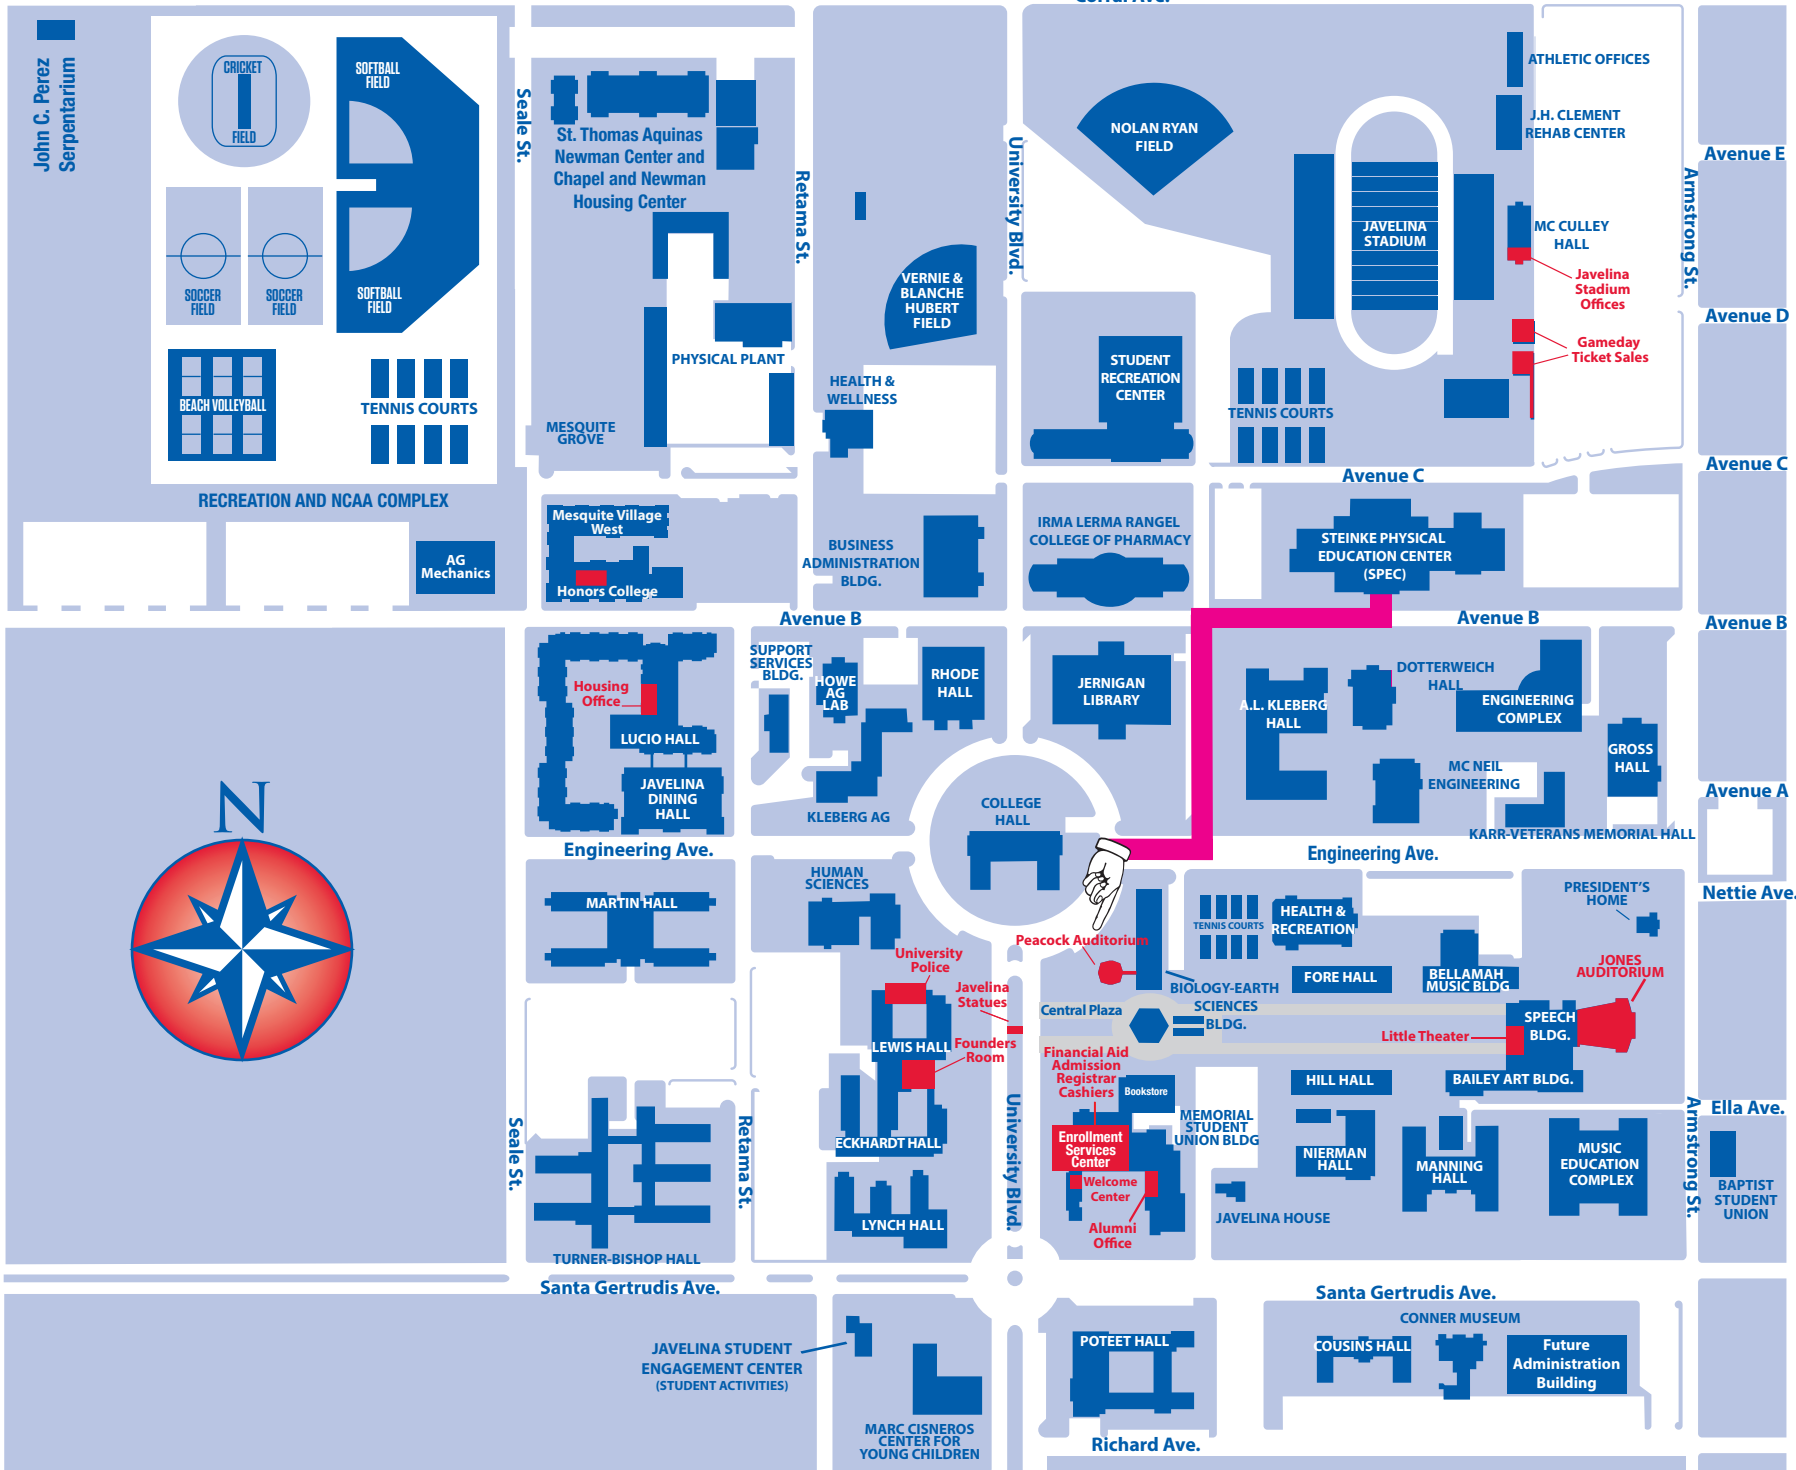 Corral Ave.
John C. Perez
Serpentarium
CRICKET
FIELD
SOFTBALL
FIELD
SOCCER
FIELD
SOCCER
FIELD
SOFTBALL
FIELD
BEACH VOLLEYBALL
TENNIS COURTS
RECREATION AND NCAA COMPLEX
AG
Mechanics
Seale St.
St. Thomas Aquinas
Newman Center and
Chapel and Newman
Housing Center
Retama St.
PHYSICAL PLANT
MESQUITE
GROVE
VERNIE &
BLANCHE
HUBERT
FIELD
HEALTH &
WELLNESS
University Blvd.
NOLAN RYAN
FIELD
STUDENT
RECREATION
CENTER
JAVELINA
STADIUM
TENNIS COURTS
ATHLETIC OFFICES
J.H. CLEMENT
REHAB CENTER
MC CULLEY
HALL
Javelina
Stadium
Offices
Gameday
Ticket Sales
Armstrong St.
Avenue E
Avenue D
Avenue C
Avenue C
Mesquite Village
West
Honors College
BUSINESS
ADMINISTRATION
BLDG.
IRMA LERMA RANGEL
COLLEGE OF PHARMACY
STEINKE PHYSICAL
EDUCATION CENTER
(SPEC)
Avenue B
Avenue B
Avenue B
Housing
Office
LUCIO HALL
JAVELINA
DINING
HALL
SUPPORT
SERVICES
BLDG.
HOWE
AG
LAB
RHODE
HALL
KLEBERG AG
JERNIGAN
LIBRARY
COLLEGE
HALL
A.L. KLEBERG
HALL
DOTTERWEICH
HALL
ENGINEERING
COMPLEX
MC NEIL
ENGINEERING
GROSS
HALL
KARR-VETERANS MEMORIAL HALL
Avenue A
N
Engineering Ave.
Engineering Ave.
Nettie Ave.
MARTIN HALL
HUMAN
SCIENCES
University
Police
Javelina
Statues
LEWIS HALL
Founders
Room
ECKHARDT HALL
LYNCH HALL
Peacock Auditorium
BIOLOGY-EARTH
SCIENCES
BLDG.
Central Plaza
TENNIS COURTS
HEALTH &
RECREATION
FORE HALL
BELLAMAH
MUSIC BLDG
PRESIDENT'S
HOME
JONES
AUDITORIUM
SPEECH
BLDG.
Little Theater
BAILEY ART BLDG.
HILL HALL
Financial Aid
Admission
Registrar
Cashiers
Bookstore
MEMORIAL
STUDENT
UNION BLDG
Enrollment
Services
Center
Welcome
Center
Alumni
Office
JAVELINA HOUSE
NIERMAN
HALL
MANNING
HALL
MUSIC
EDUCATION
COMPLEX
Ella Ave.
BAPTIST
STUDENT
UNION
Armstrong St.
Seale St.
Retama St.
University Blvd.
TURNER-BISHOP HALL
Santa Gertrudis Ave.
Santa Gertrudis Ave.
JAVELINA STUDENT
ENGAGEMENT CENTER
(STUDENT ACTIVITIES)
MARC CISNEROS
CENTER FOR
YOUNG CHILDREN
POTEET HALL
CONNER MUSEUM
COUSINS HALL
Future
Administration
Building
Richard Ave.